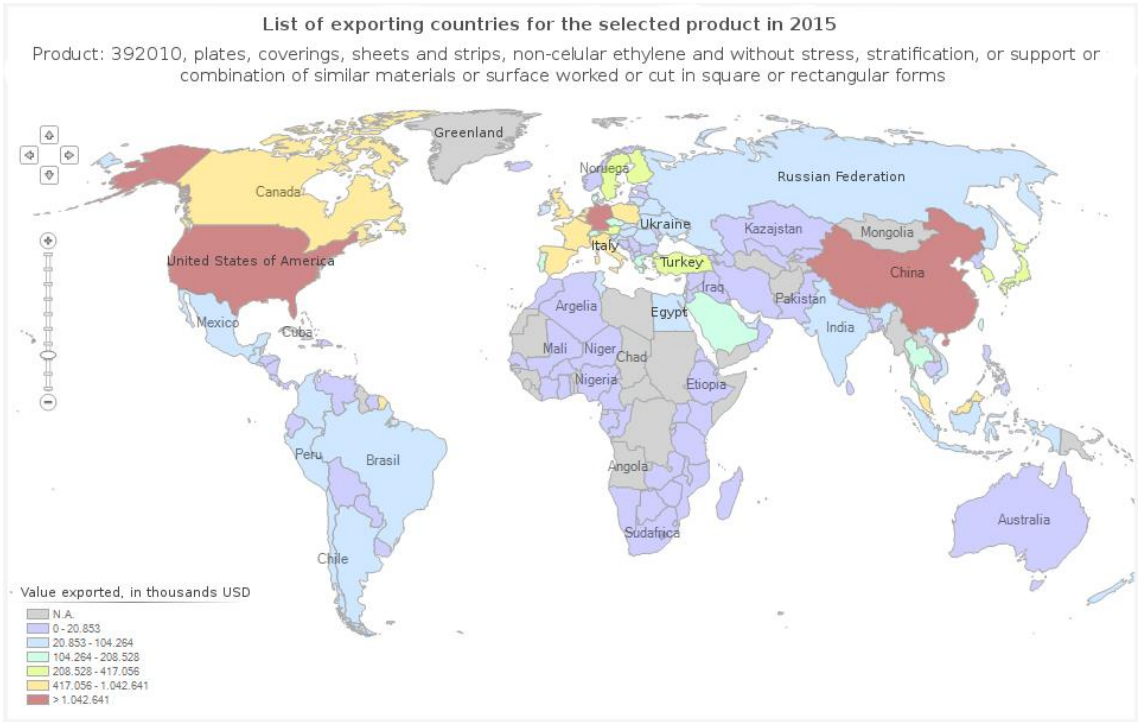 List of exporting countries for the selected product in 2015
Product: 392010, plates, coverings, sheets and strips, non-celular ethylene and without stress, stratification, or support or
combination of similar materials or surface worked or cut in square or rectangular forms
Greenland
Noruega
Canada
Russian Federation
Ukraine
Kazajstan
Mongolia
Italy
United States of America
Turkey
China
Iraq
Pakistan
Argelia
Egypt
Mexico
India
Cuba
Mali
Niger
Chad
Nigeria
Etiopia
Peru
Brasil
Angola
Australia
Sudafrica
Chile
Value exported, in thousands USD
N.A.
0 - 20.853
20.853 - 104.264
104.264 - 208.528
208.528 - 417.056
417.056 - 1.042.641
> 1.042.641